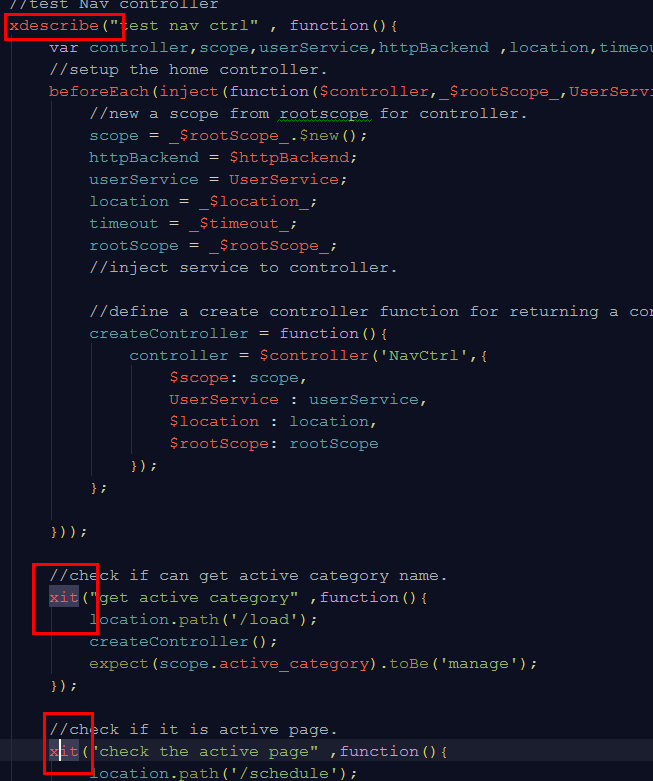 //test Nav controller
xdescribe("test nav ctrl" , function(){
var controller,scope,userService,httpBackend ,location,timeou
//setup the home controller.
beforeEach(inject(function($controller,_$rootScope_,UserServi
//new a scope from rootscope for controller.
scope = _$rootScope_.$new();
httpBackend = $httpBackend;
userService = UserService;
location = _$location_;
timeout = _$timeout_;
rootScope = _$rootScope_;
//inject service to controller.
//define a create controller function for returning a con
createController = function(){
controller = $controller('NavCtrl',{
$scope: scope,
UserService : userService,
$location : location,
$rootScope: rootScope
});
};
}));
//check if can get active category name.
xit("get active category" ,function(){
location.path('/load');
createController();
expect(scope.active_category).toBe('manage');
});
//check if it is active page.
xit("check the active page" ,function(){
location.path('/schedule');